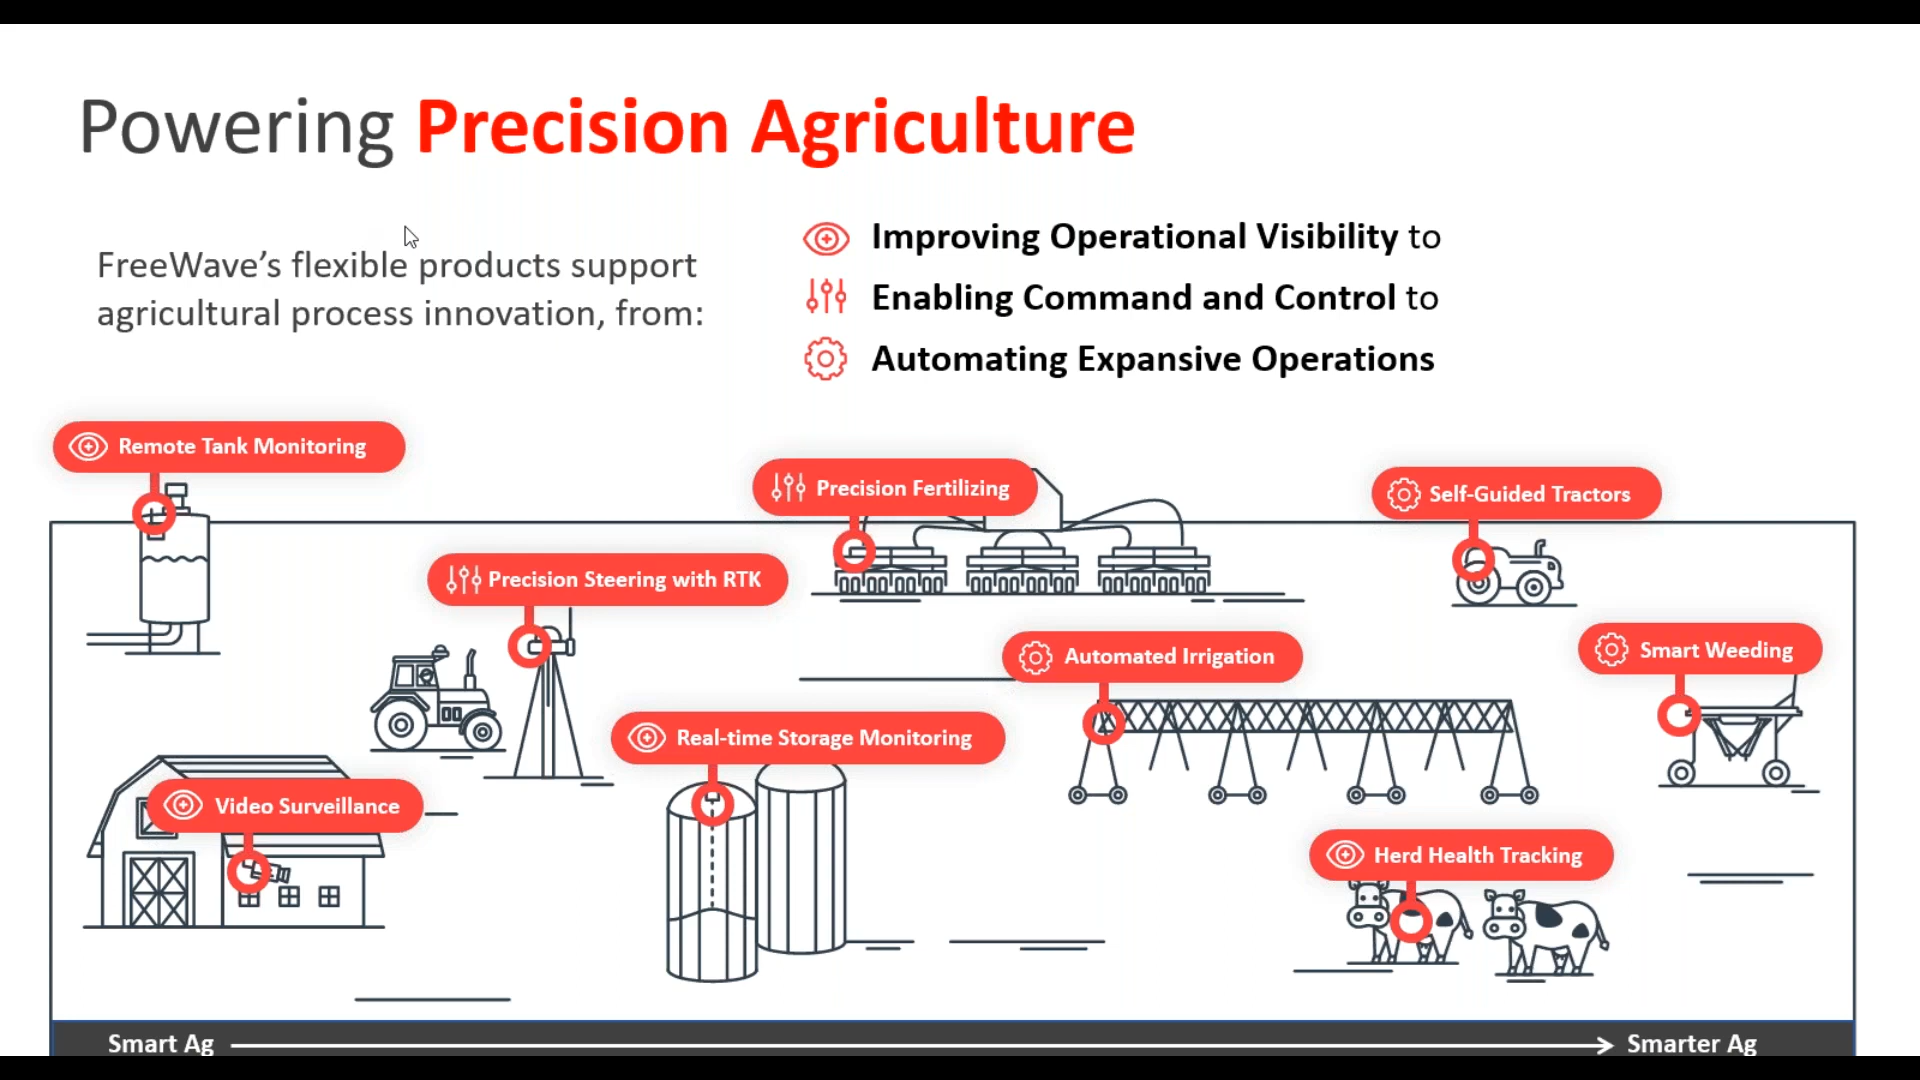 Powering Precision Agriculture
FreeWave’s flexible products support
agricultural process innovation, from:
Improving Operational Visibility to
Enabling Command and Control to
Automating Expansive Operations
Remote Tank Monitoring
Precision Fertilizing
Self-Guided Tractors
Precision Steering with RTK
Automated Irrigation
Smart Weeding
Real-time Storage Monitoring
Video Surveillance
Herd Health Tracking
Smart Ag
Smarter Ag